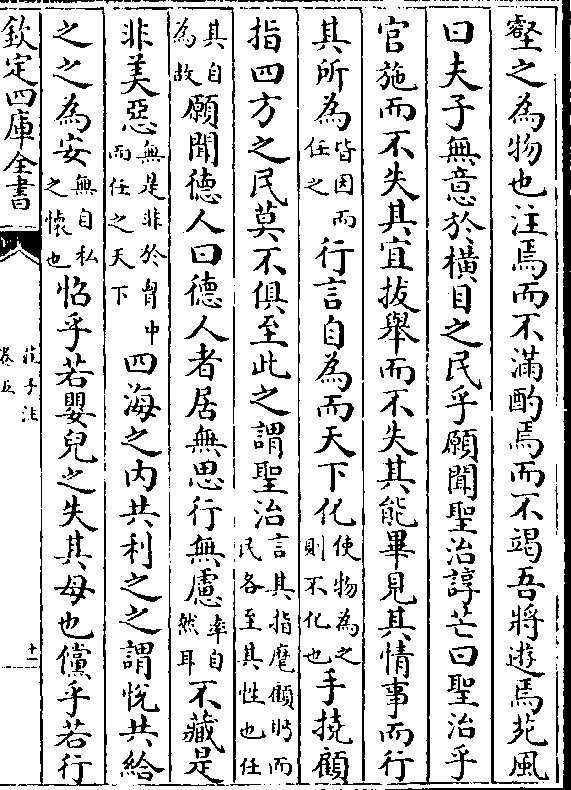 壑之為物也注焉而不滿酌焉而不竭吾將遊焉苑風
曰夫子無意於橫目之民乎願聞聖治諄芒曰聖治乎
官施而不失其宜拔舉而不失其能畢見其情事而行
其所為皆因而任之行言自為而天下化使物為之則不化也手撓顧
指四方之民莫不俱至此之謂聖治言其指麾顧眄而民各至其性也任
其自為故願聞德人曰德人者居無思行無慮率自然耳不藏是
非美惡無是非於胷中而任之天下四海之內共利之之謂悅共給
之之為安無自私之懷也怊乎若嬰兒之失其母也儻乎若行
欽定四庫全書
莊子注
卷五
十二